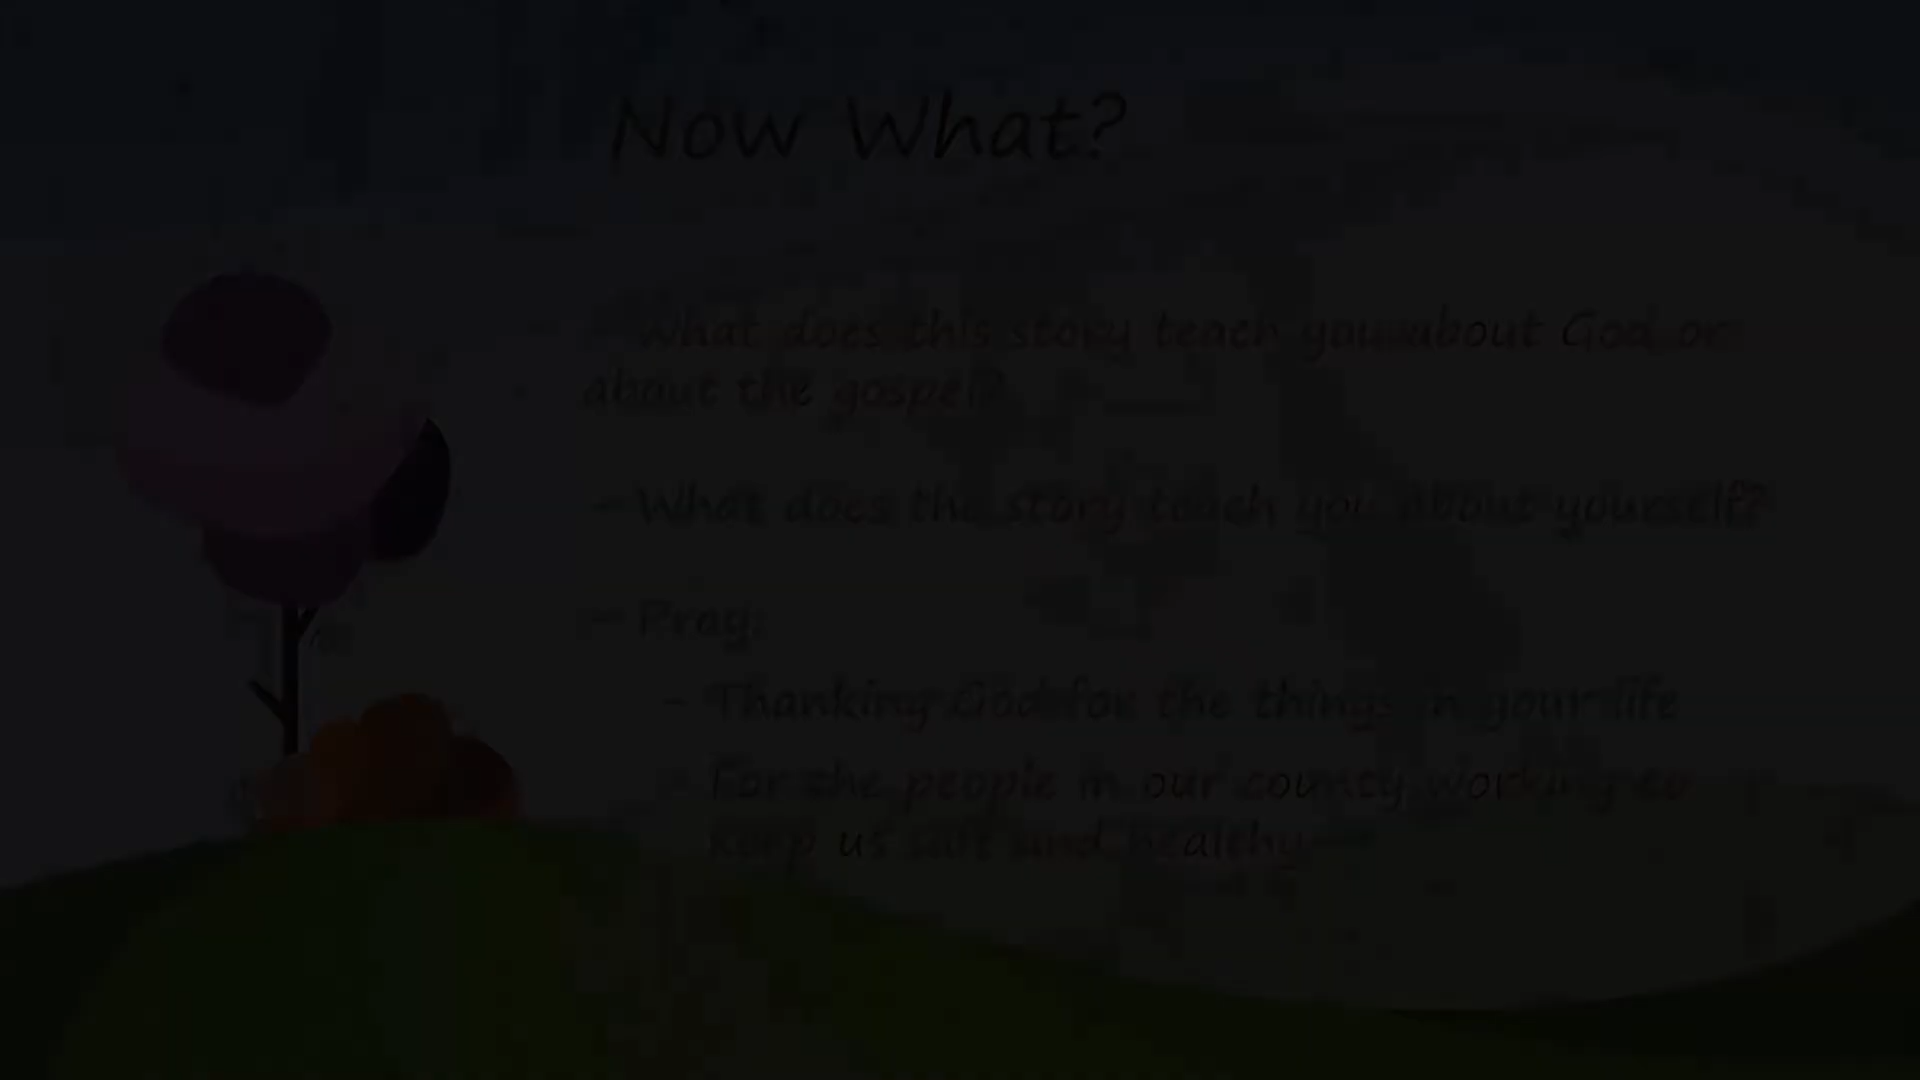 Now What?
- What does this story teach you about God or
about the gospel?
- What does the story teach you about yourself?
- Pray:
- Thanking God for the things in your life
- For the people in our county working to
keep us safe and healthy